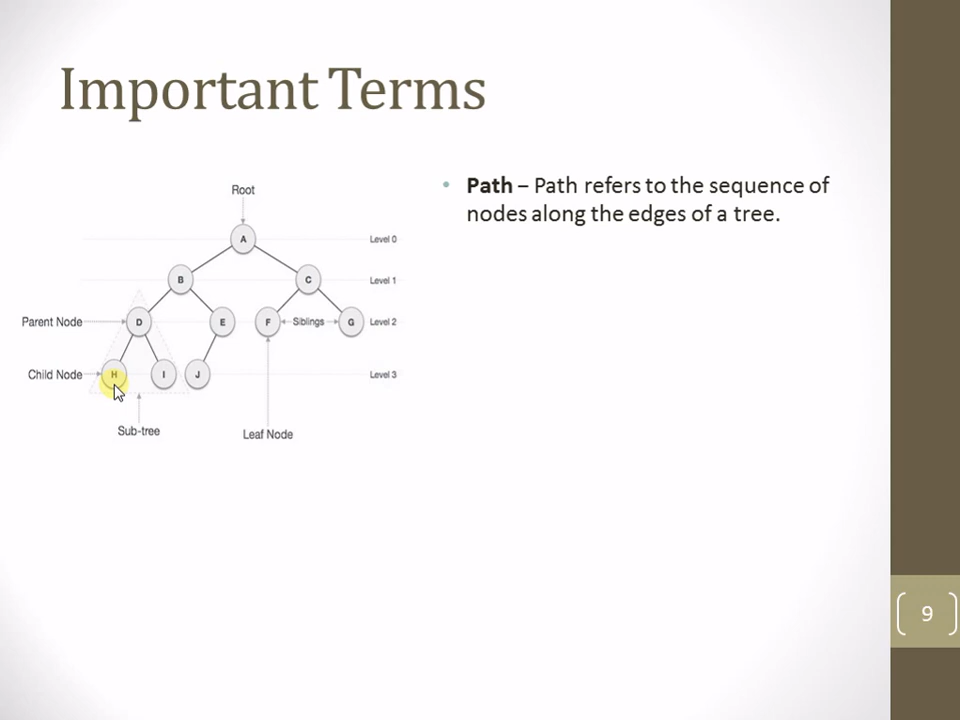 Important Terms
Root
A
Level 0
B
C
Level 1
Parent Node
D
E
F
Siblings
G
Level 2
Child Node
H
I
J
Level 3
Sub-tree
Leaf Node
• Path – Path refers to the sequence of
nodes along the edges of a tree.
9